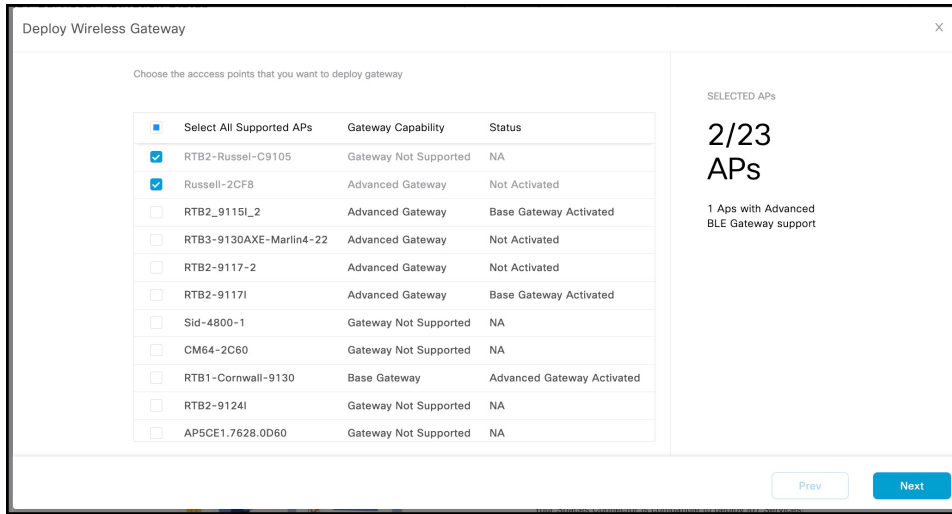 Deploy Wireless Gateway
X
Choose the acccess points that you want to deploy gateway
Select All Supported APs Gateway Capability Status
RTB2-Russel-C9105 Gateway Not Supported NA
Russell-2CF8 Advanced Gateway Not Activated
RTB2_9115I_2 Advanced Gateway Base Gateway Activated
RTB3-9130AXE-Marlin4-22 Advanced Gateway Not Activated
RTB2-9117-2 Advanced Gateway Not Activated
RTB2-9117I Advanced Gateway Base Gateway Activated
Sid-4800-1 Gateway Not Supported NA
CM64-2C60 Gateway Not Supported NA
RTB1-Cornwall-9130 Base Gateway Advanced Gateway Activated
RTB2-9124I Gateway Not Supported NA
AP5CE1.7628.0D60 Gateway Not Supported NA
SELECTED APs
2/23
APs
1 Aps with Advanced
BLE Gateway support
Prev Next